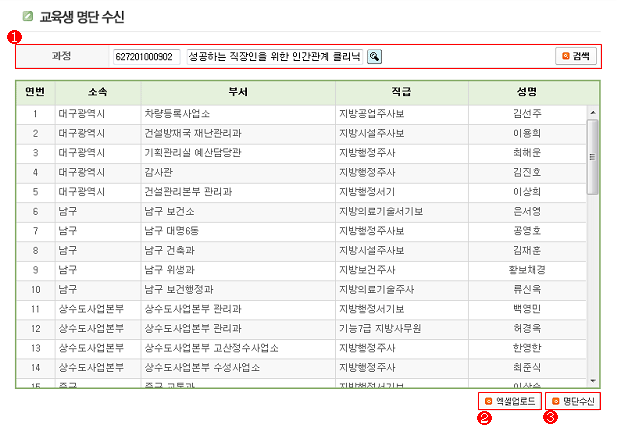 교육생 명단 수신
1
과정 627201000902 성공하는 직장인을 위한 인간관계 클리닉 검색
연번 소속 부서 직급 성명
1 대구광역시 차량등록사업소 지방공업주사보 김선주
2 대구광역시 건설방재국 재난관리과 지방시설주사보 이용희
3 대구광역시 기획관리실 예산담당관 지방행정주사 최해운
4 대구광역시 감사관 지방행정주사 김진호
5 대구광역시 건설관리본부 관리과 지방행정서기 이상희
6 남구 남구 보건소 지방의료기술서기보 은서영
7 남구 남구 대명6동 지방행정주사보 공영호
8 남구 남구 건축과 지방시설주사보 김재훈
9 남구 남구 위생과 지방보건주사 황보채경
10 남구 남구 보건행정과 지방의료기술주사 류신옥
11 상수도사업본부 상수도사업본부 관리과 지방행정서기보 백영민
12 상수도사업본부 상수도사업본부 관리과 기능7급 지방사무원 허경옥
13 상수도사업본부 상수도사업본부 고산정수사업소 지방행정주사 한영한
14 상수도사업본부 상수도사업본부 수성사업소 지방행정주사 최준식
15 중구 중구 교통과 지방행정서기보
엑셀업로드 명단수신
2 3